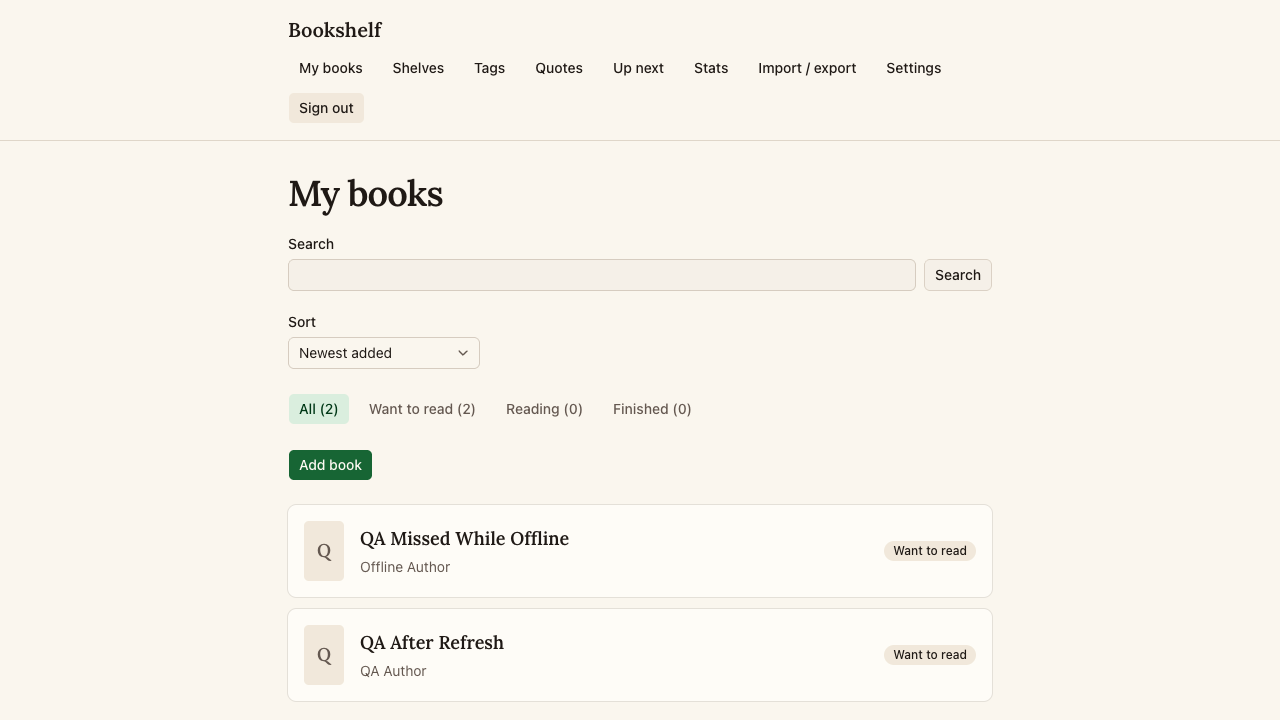 Bookshelf
My books Shelves Tags Quotes Up next Stats Import / export Settings
Sign out
My books
Search
Search
Sort
Newest added
All (2) Want to read (2) Reading (0) Finished (0)
Add book
Q
QA Missed While Offline
Offline Author
Want to read
Q
QA After Refresh
QA Author
Want to read